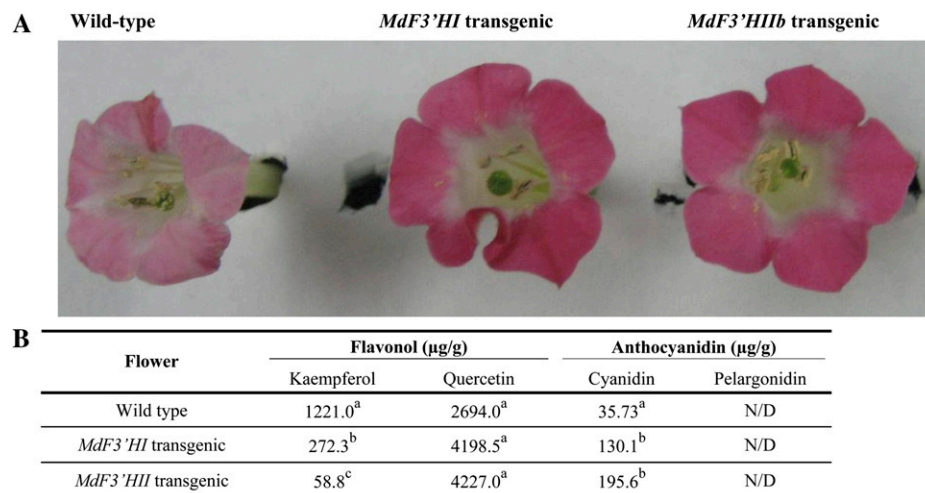 A
Wild-type MdF3'HI transgenic MdF3'HIIb transgenic
B
Flower Flavonol (µg/g) Anthocyanidin (µg/g)
Kaempferol Quercetin Cyanidin Pelargonidin
Wild type 1221.0a 2694.0a 35.73a N/D
MdF3'HI transgenic 272.3b 4198.5a 130.1b N/D
MdF3'HII transgenic 58.8c 4227.0a 195.6b N/D